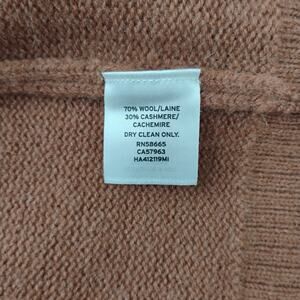 70% WOOL/LAINE
30% CASHMERE/
CACHEMIRE
DRY CLEAN ONLY.
RN58665
CA57963
HA412119MI